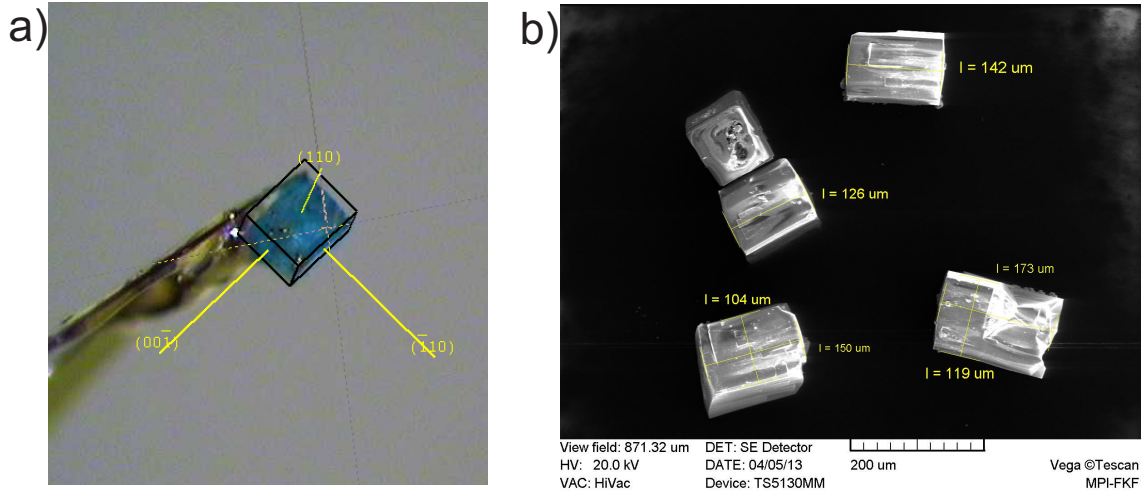 a)
(110)
(001̅)
(1̅10)
b)
l = 142 um
l = 126 um
l = 173 um
l = 104 um
l = 150 um
l = 119 um
View field: 871.32 um DET: SE Detector
HV: 20.0 kV DATE: 04/05/13 200 um Vega ©Tescan
VAC: HiVac Device: TS5130MM MPI-FKF